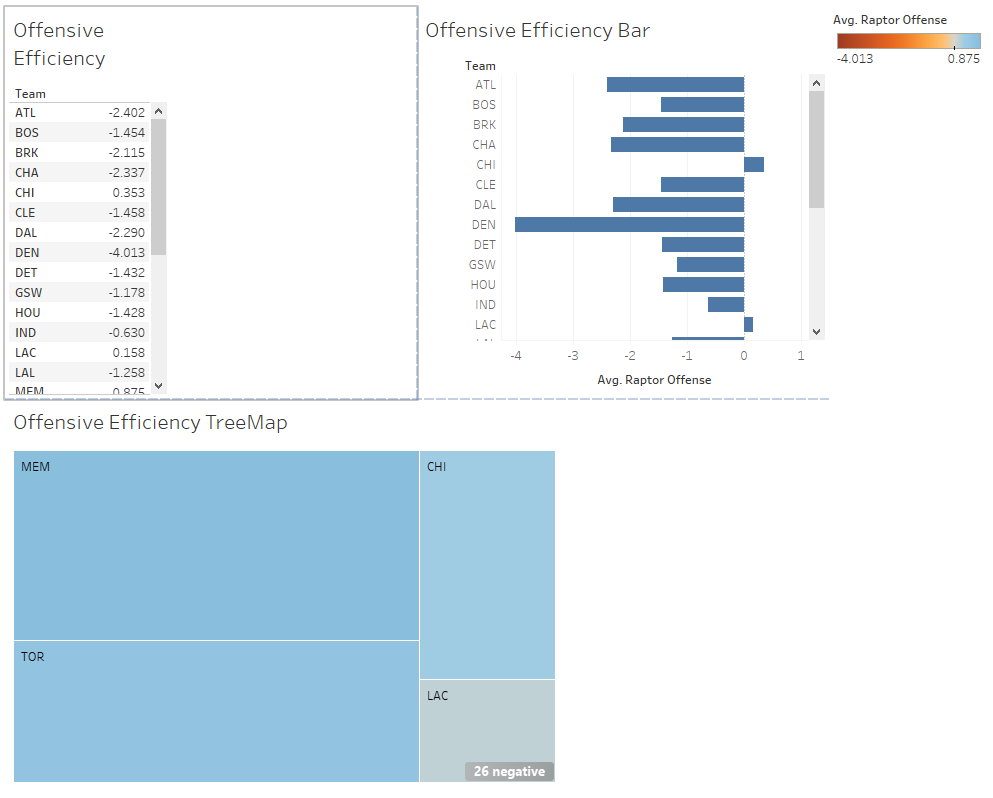 Offensive
Efficiency
Team
ATL -2.402
BOS -1.454
BRK -2.115
CHA -2.337
CHI 0.353
CLE -1.458
DAL -2.290
DEN -4.013
DET -1.432
GSW -1.178
HOU -1.428
IND -0.630
LAC 0.158
LAL -1.258
MEM 0.875
Offensive Efficiency Bar
Team
ATL
BOS
BRK
CHA
CHI
CLE
DAL
DEN
DET
GSW
HOU
IND
LAC
LAL
-4 -3 -2 -1 0 1
Avg. Raptor Offense
Avg. Raptor Offense
-4.013 0.875
Offensive Efficiency TreeMap
MEM
CHI
TOR
LAC
26 negative